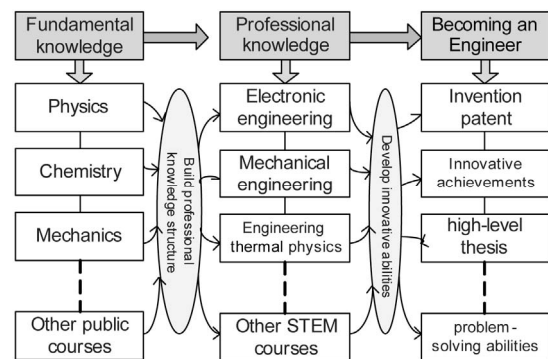 Fundamental
knowledge
Professional
knowledge
Becoming an
Engineer
Physics
Chemistry
Mechanics
Other public
courses
Build professional
knowledge structure
Electronic
engineering
Mechanical
engineering
Engineering
thermal physics
Other STEM
courses
Develop innovative
abilities
Invention
patent
Innovative
achievements
high-level
thesis
problem-
solving abilities